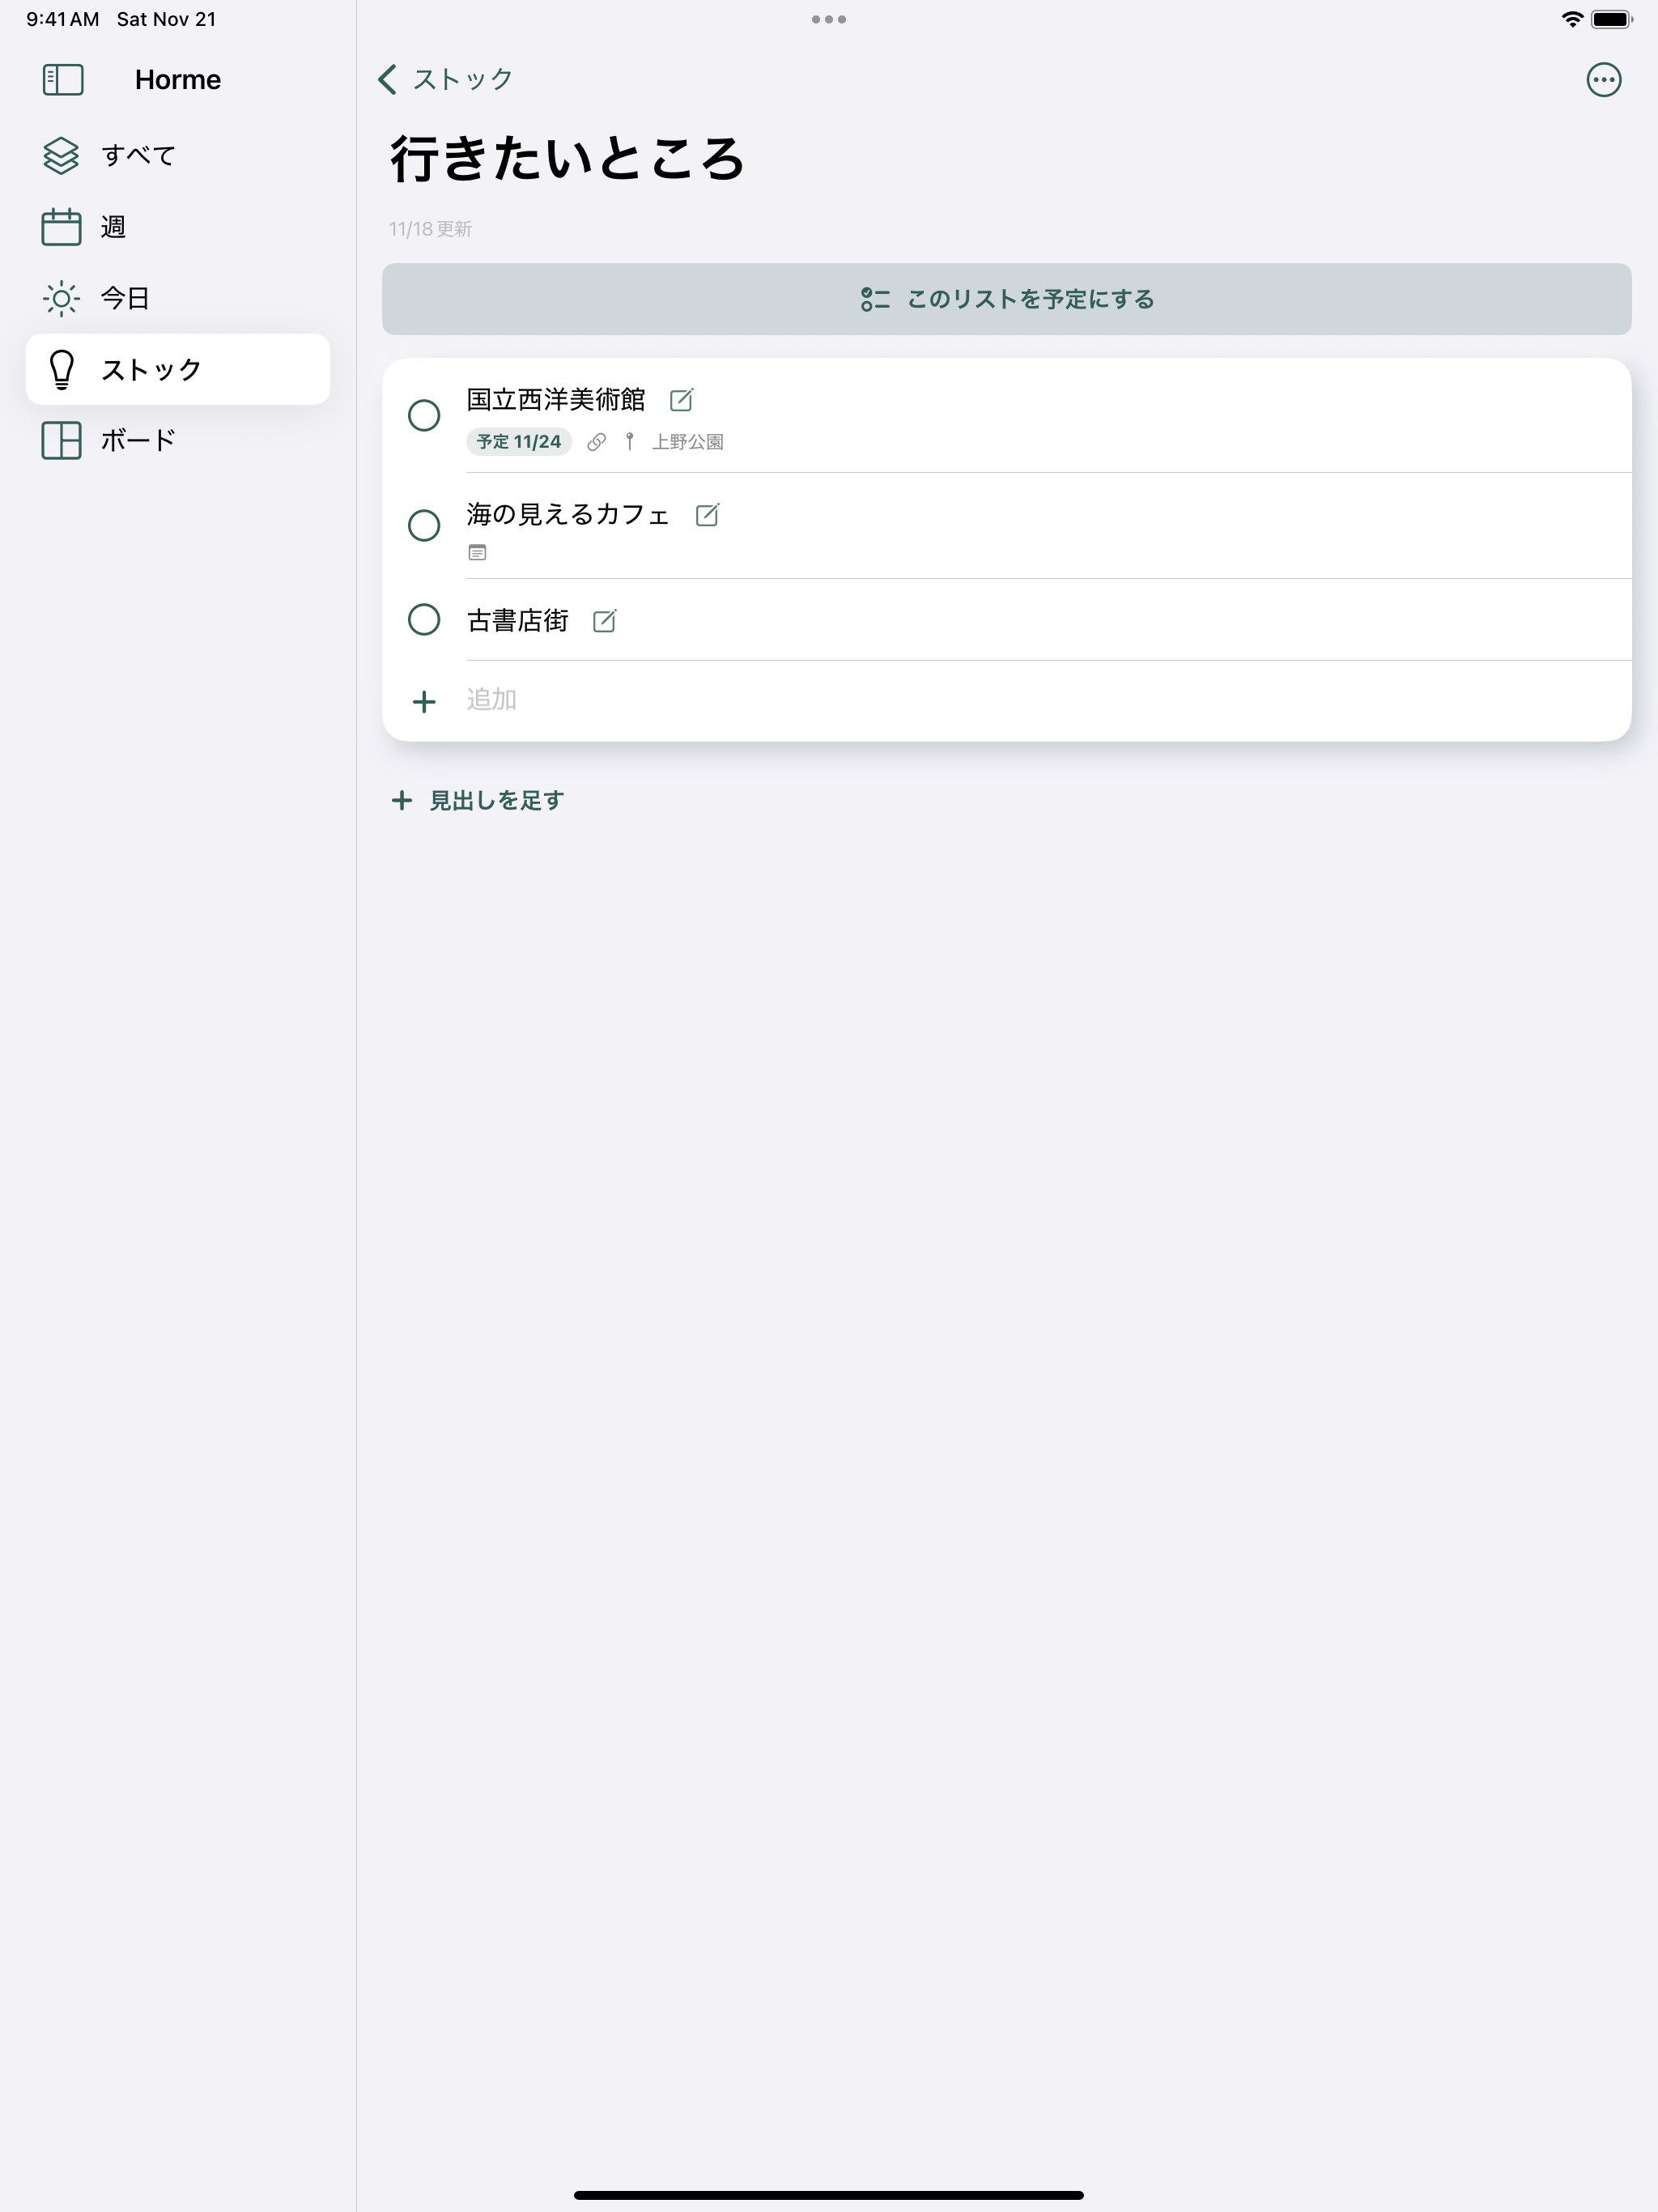 9:41 AM Sat Nov 21
Horme
すべて
週
今日
ストック
ボード
ストック
行きたいところ
11/18 更新
このリストを予定にする
国立西洋美術館
予定 11/24 上野公園
海の見えるカフェ
古書店街
追加
見出しを足す